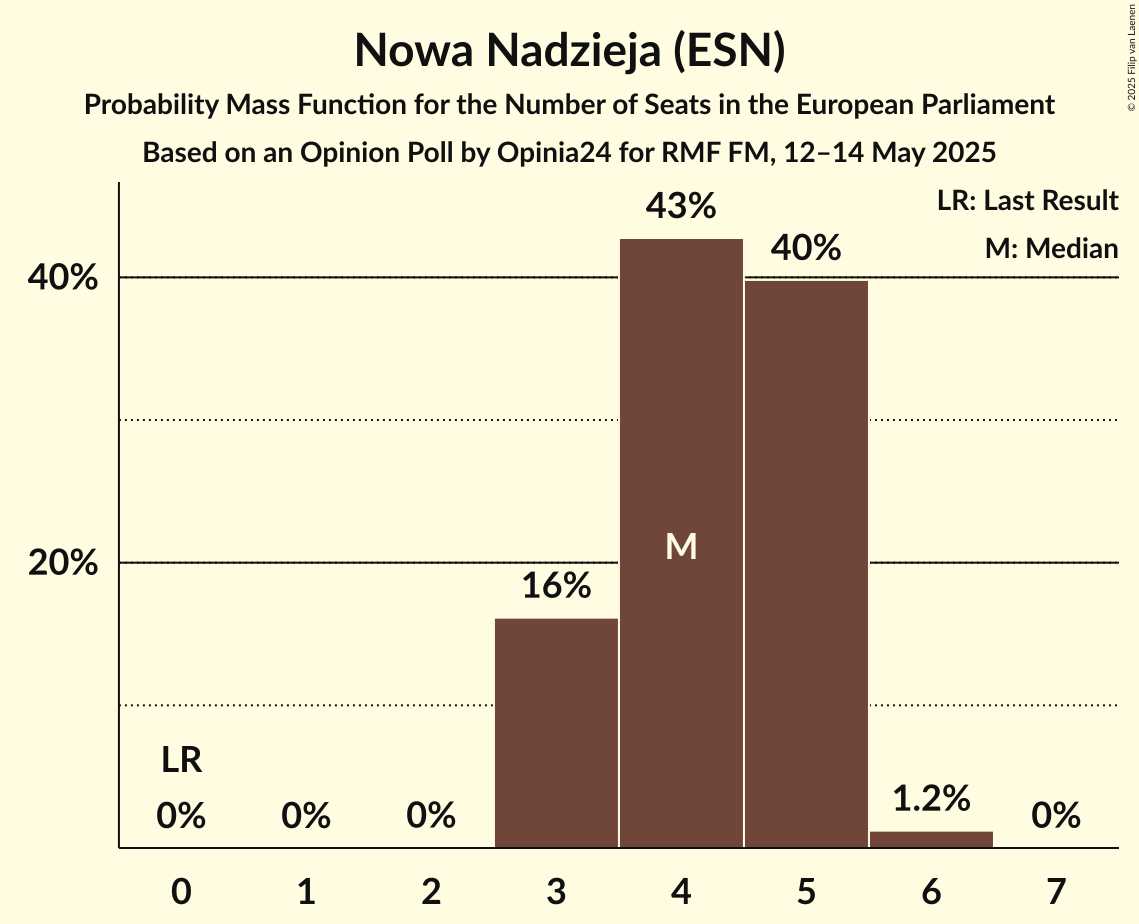 Nowa Nadzieja (ESN)
Probability Mass Function for the Number of Seats in the European Parliament
Based on an Opinion Poll by Opinia24 for RMF FM, 12–14 May 2025
© 2025 Filip van Laenen
LR: Last Result
M: Median
43%
40%
40%
M
20%
16%
LR
0%
0%
0%
1.2%
0%
0 1 2 3 4 5 6 7